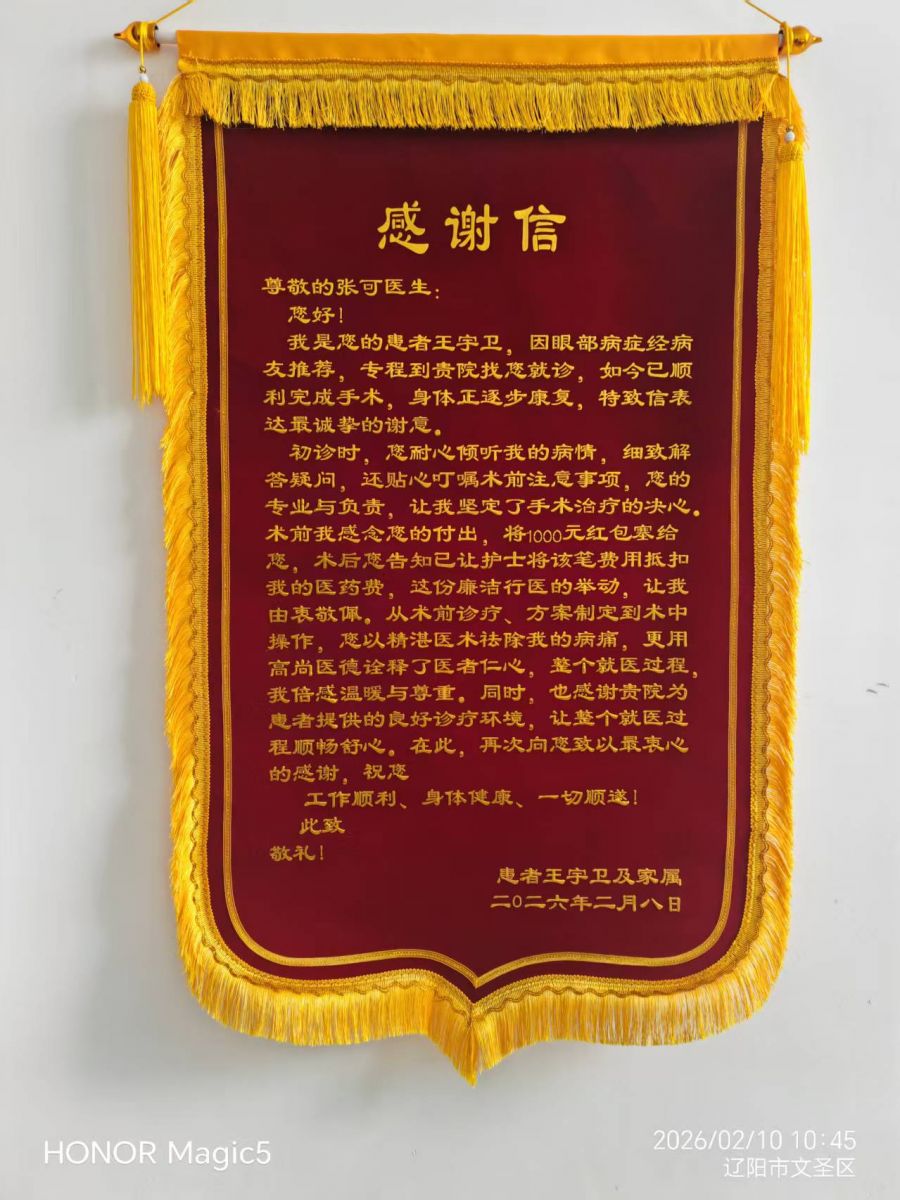 感谢信
尊敬的张可医生：
您好！
我是您的患者王宇卫，因眼部病症经病
友推荐，专程到贵院找您就诊，如今已顺
利完成手术，身体正逐步康复，特致信表
达最诚挚的谢意。
初诊时，您耐心倾听我的病情，细致解
答疑问，还贴心叮嘱术前注意事项，您的
专业与负责，让我坚定了手术治疗的决心。
术前我感念您的付出，将1000元红包塞给
您，术后您告知已让护士将该笔费用抵扣
我的医药费，这份廉洁行医的举动，让我
由衷敬佩。从术前诊疗、方案制定到术中
操作，您以精湛医术祛除我的病痛，更用
高尚医德诠释了医者仁心，整个就医过程，
我倍感温暖与尊重。同时，也感谢贵院为
患者提供的良好诊疗环境，让整个就医过
程顺畅舒心。在此，再次向您致以最衷心
的感谢，祝您
工作顺利、身体健康、一切顺遂！
此致
敬礼！
患者王宇卫及家属
二〇二六年二月八日
HONOR Magic5
2026/02/10 10:45
辽阳市文圣区